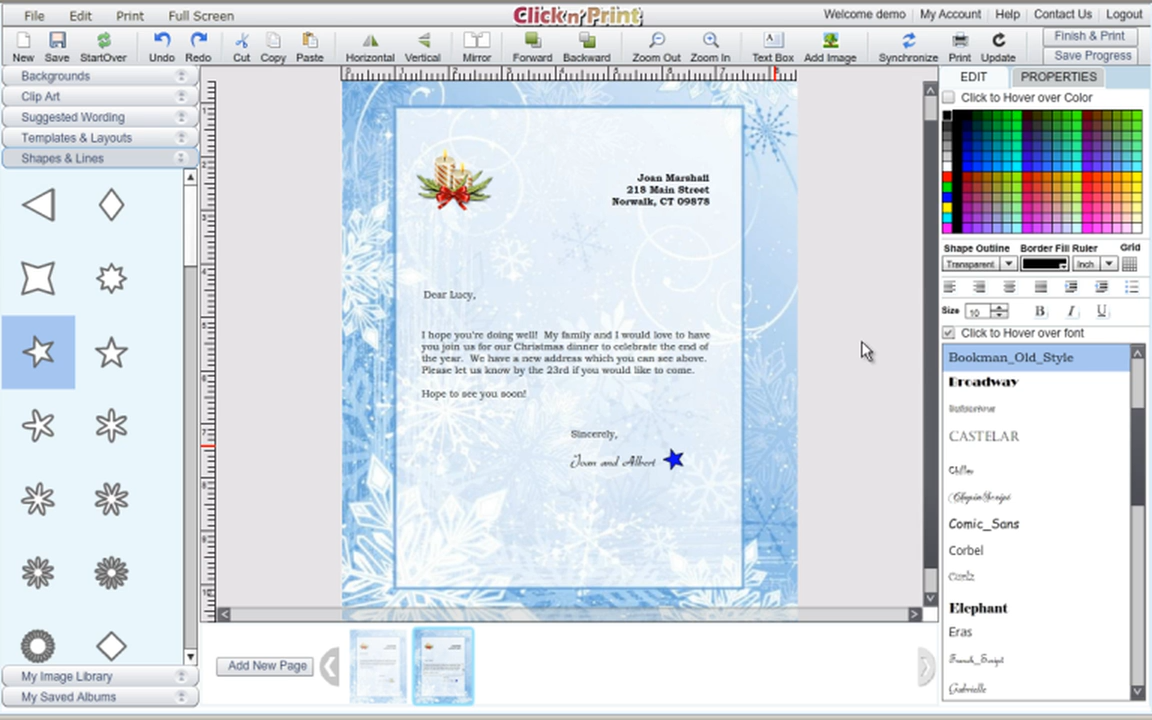 File Edit Print Full Screen Click n' Print Welcome demo My Account Help Contact Us Logout
New Save StartOver Undo Redo Cut Copy Paste Horizontal Vertical Mirror Forward Backward Zoom Out Zoom In Text Box Add Image Synchronize Print Update
Finish & Print
Save Progress
Backgrounds
Clip Art
Suggested Wording
Templates & Layouts
Shapes & Lines
My Image Library
My Saved Albums
Joan Marshall
218 Main Street
Norwalk, CT 09878
Dear Lucy,
I hope you're doing well! My family and I would love to have
you join us for our Christmas dinner to celebrate the end of
the year. We have a new address which you can see above.
Please let us know by the 23rd if you would like to come.
Hope to see you soon!
Sincerely,
Joan and Albert
Add New Page
EDIT PROPERTIES
Click to Hover over Color
Shape Outline Border Fill Ruler Grid
Transparent Inch
Size 10 B I U
Click to Hover over font
Bookman_Old_Style
Broadway
CASTELAR
Chiller
ChopinScript
Comic_Sans
Corbel
Curlz
Elephant
Eras
French_Script
Gabrielle